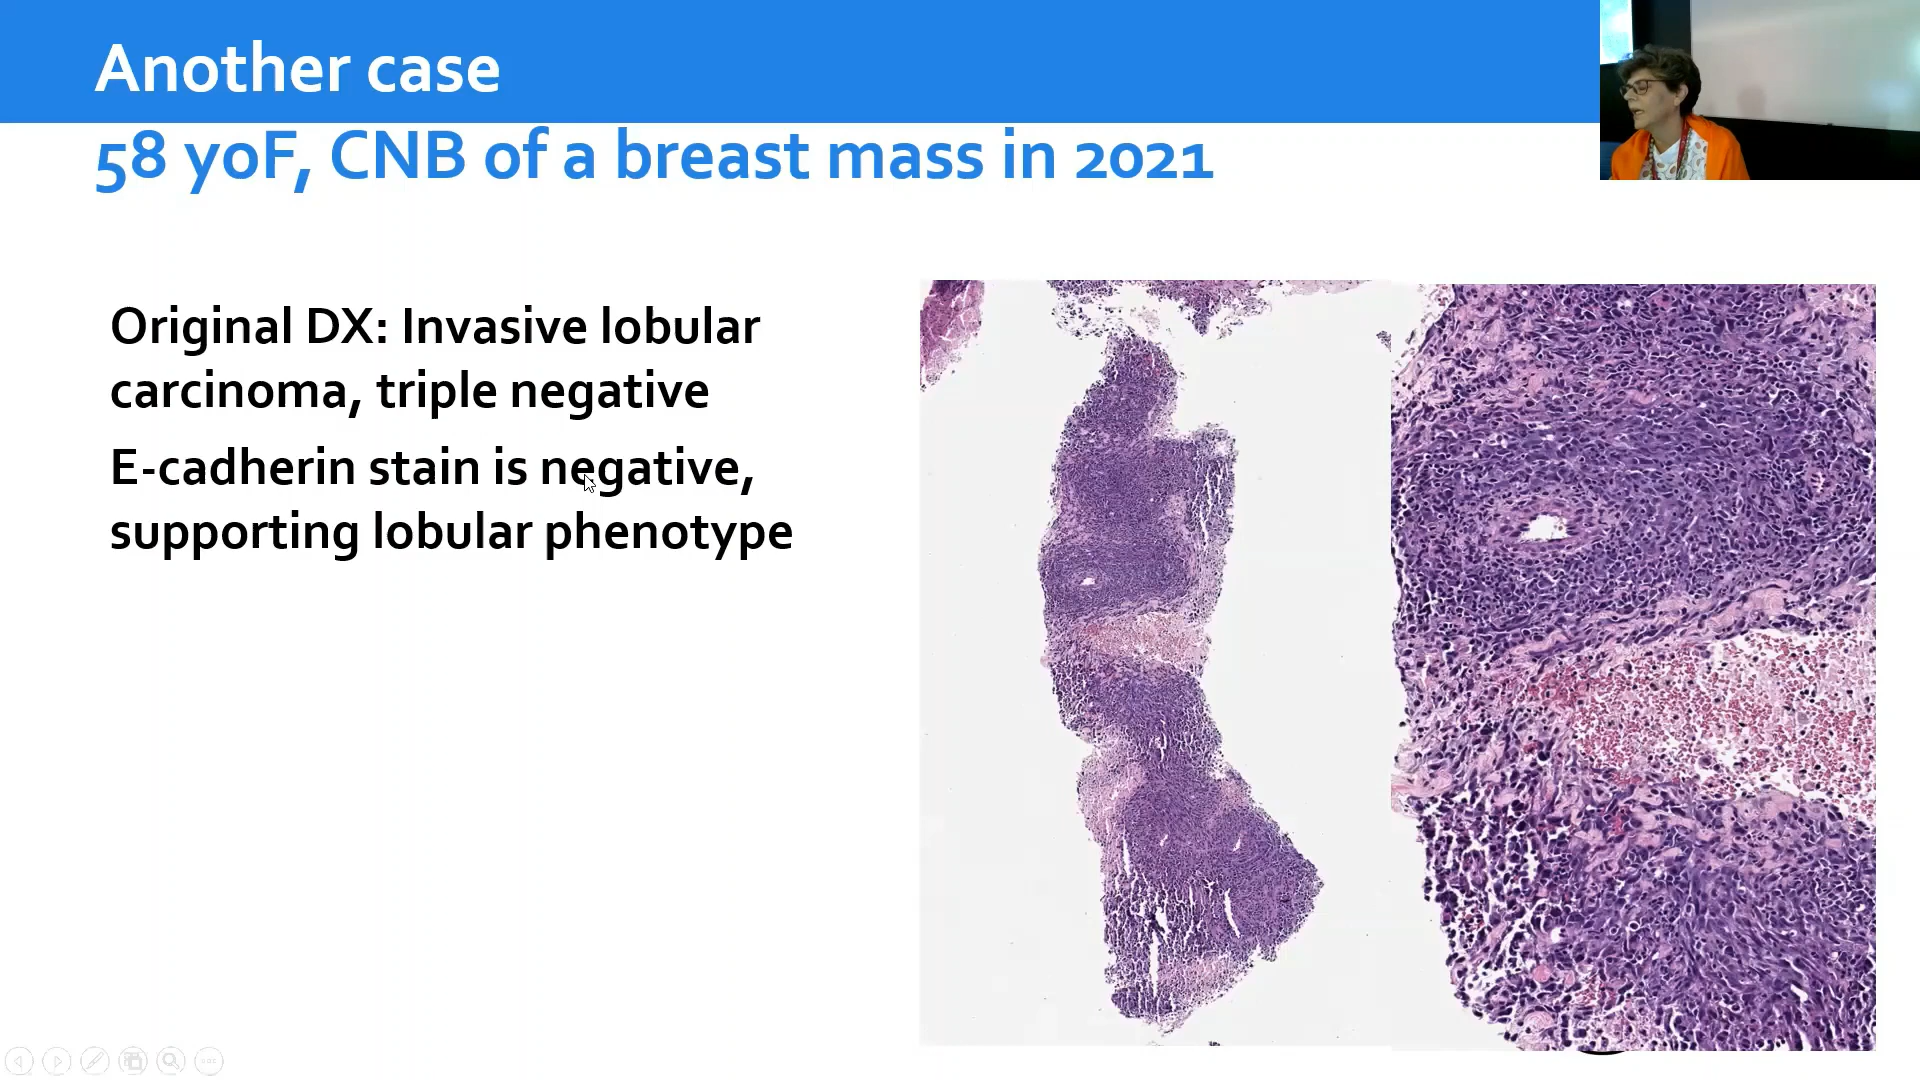 Another case
58 yoF, CNB of a breast mass in 2021
Original DX: Invasive lobular
carcinoma, triple negative
E-cadherin stain is negative,
supporting lobular phenotype